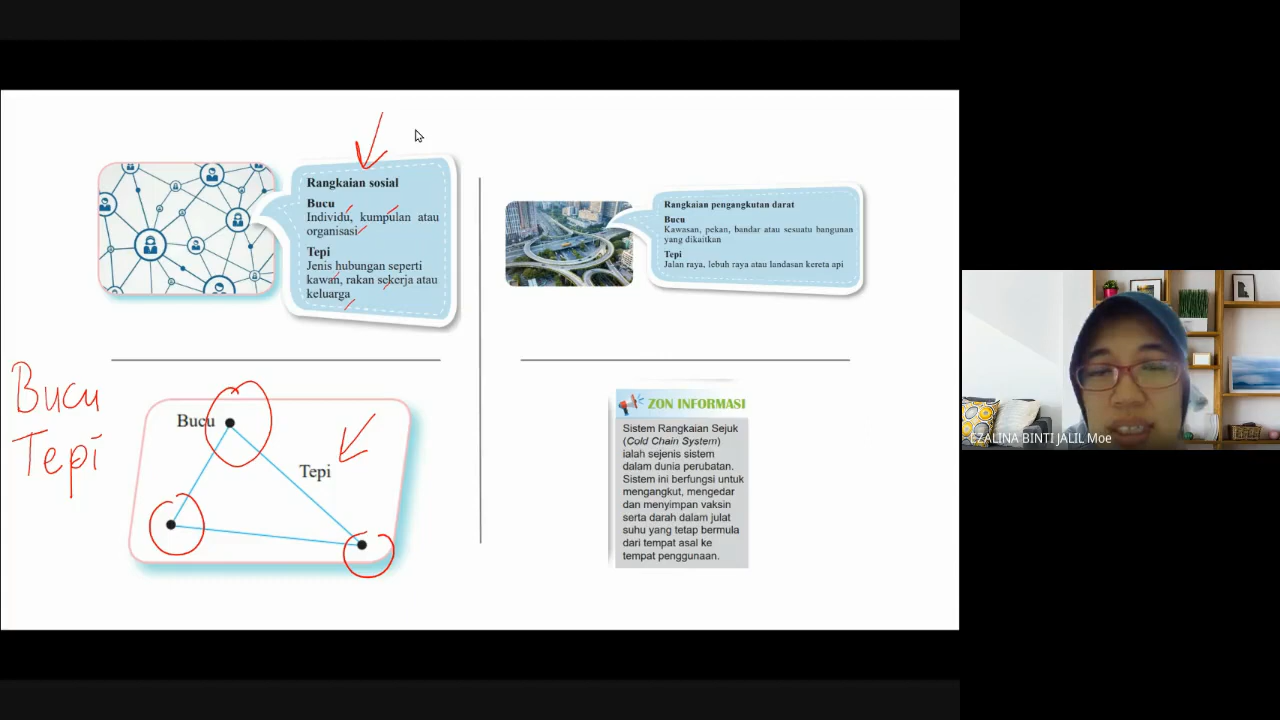 Rangkaian sosial
Bucu
Individu, kumpulan atau
organisasi
Tepi
Jenis hubungan seperti
kawan, rakan sekerja atau
keluarga
Rangkaian pengangkutan darat
Bucu
Kawasan, pekan, bandar atau sesuatu bangunan
yang dikaitkan
Tepi
Jalan raya, lebuh raya atau landasan kereta api
Bucu
Tepi
Bucu
Tepi
ZON INFORMASI
Sistem Rangkaian Sejuk
(Cold Chain System)
ialah sejenis sistem
dalam dunia perubatan.
Sistem ini berfungsi untuk
mengangkut, mengedar
dan menyimpan vaksin
serta darah dalam julat
suhu yang tetap bermula
dari tempat asal ke
tempat penggunaan.
EZALINA BINTI JALIL Moe